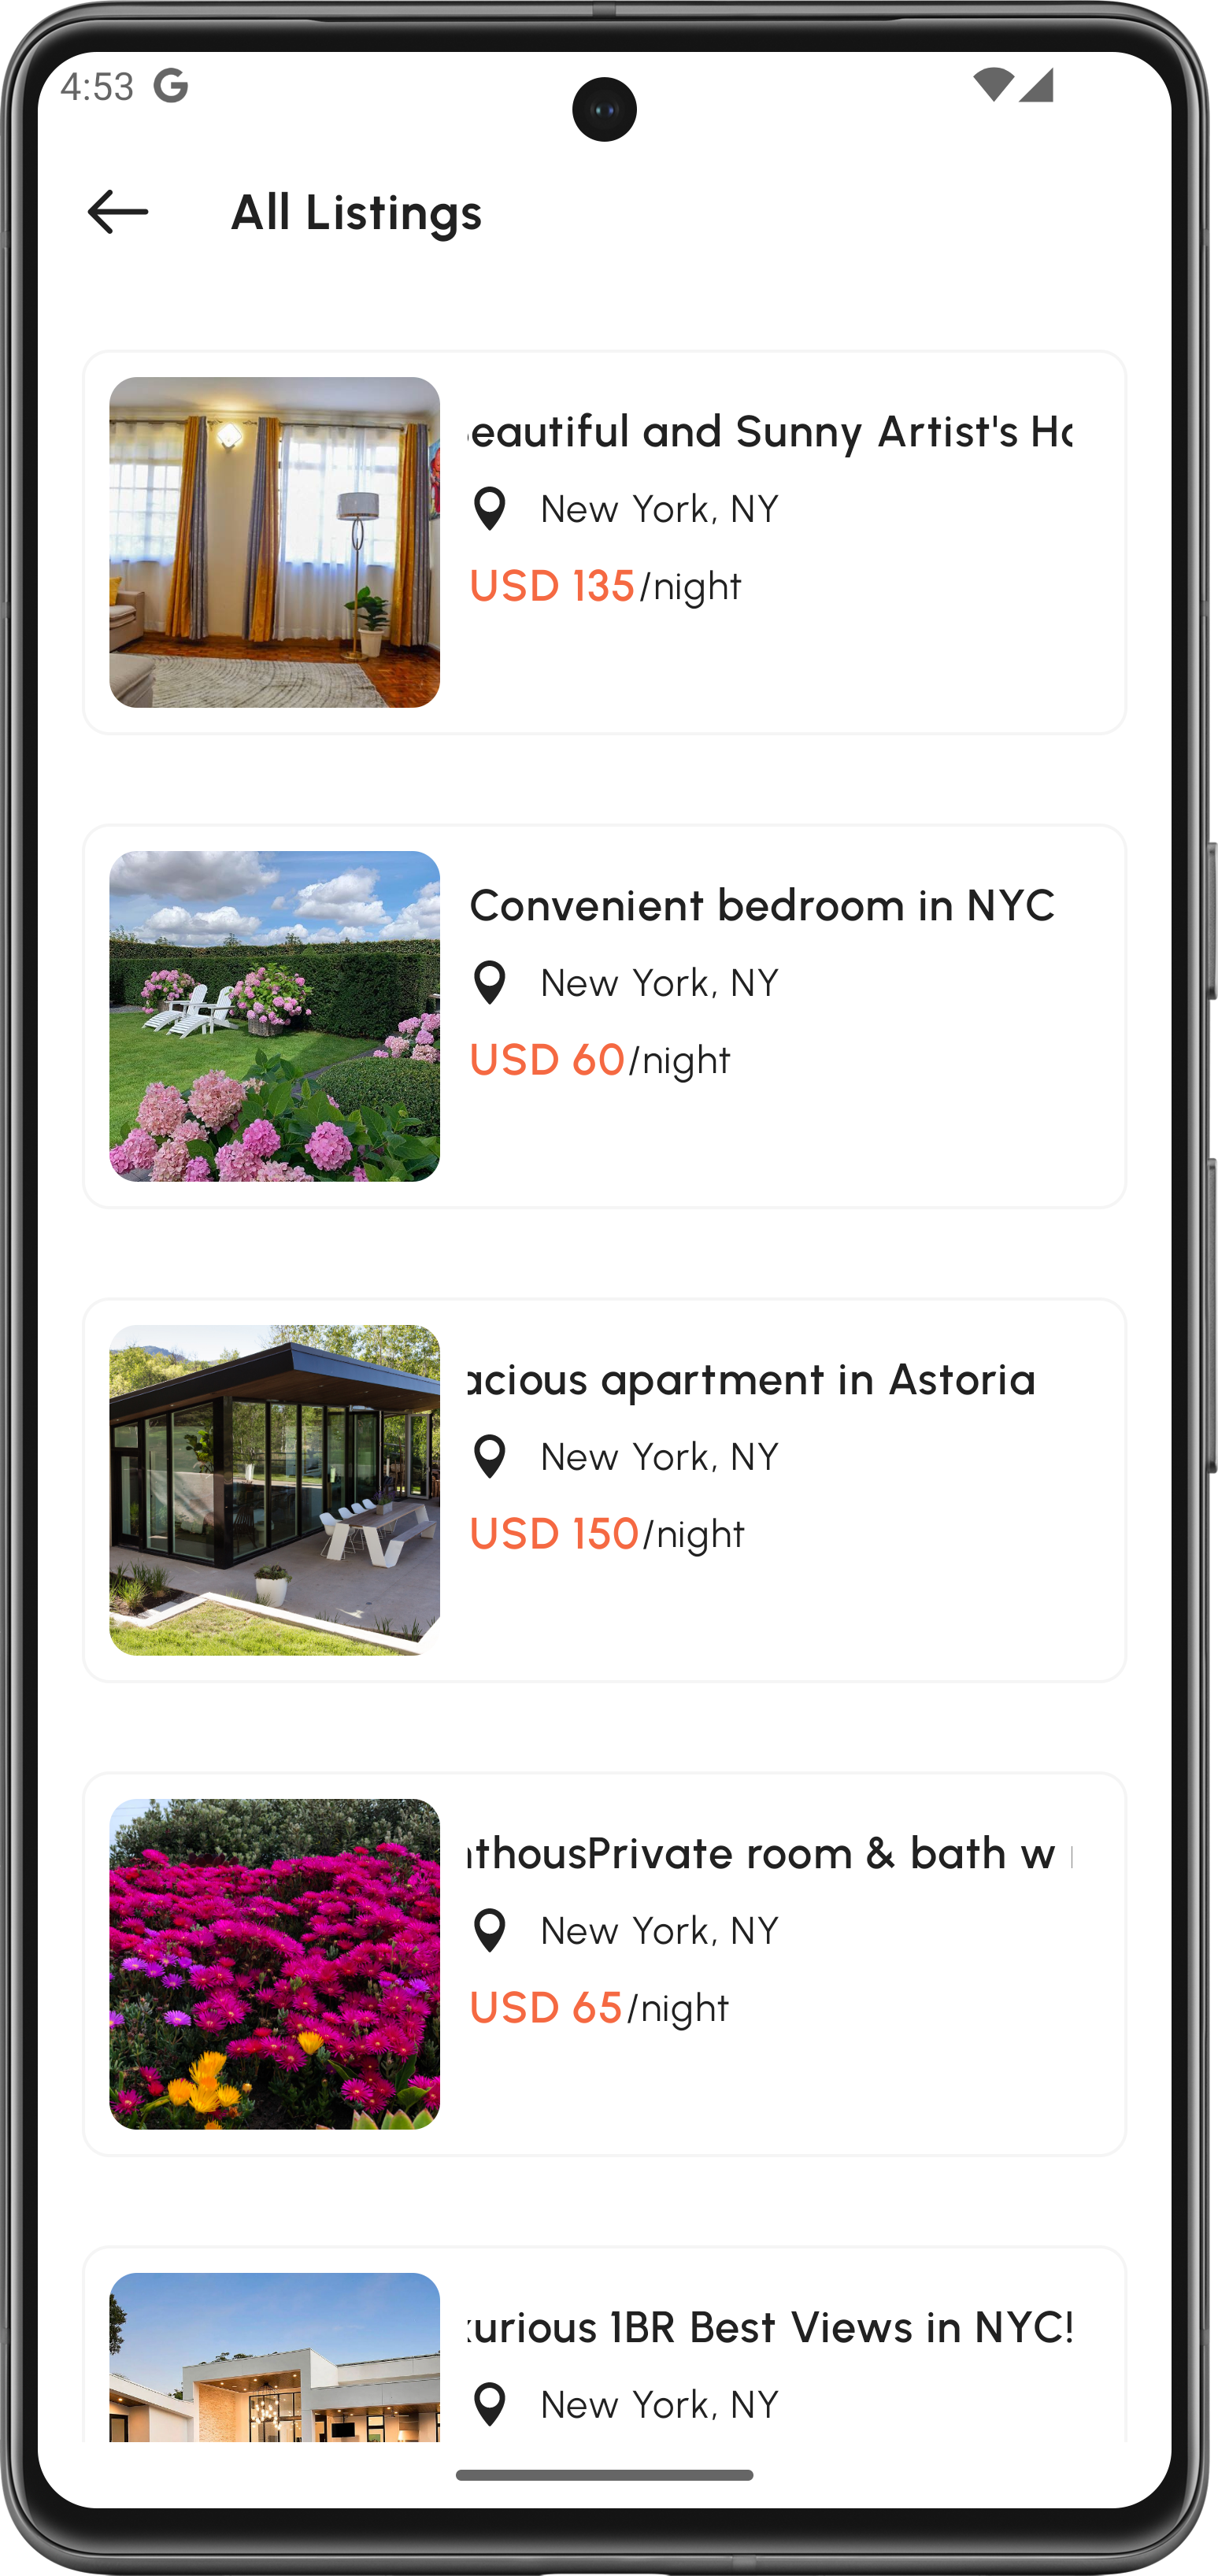 4:53 G
All Listings
eautiful and Sunny Artist's Ho
New York, NY
USD 135/night
Convenient bedroom in NYC
New York, NY
USD 60/night
acious apartment in Astoria
New York, NY
USD 150/night
thousPrivate room & bath w
New York, NY
USD 65/night
urious 1BR Best Views in NYC!
New York, NY